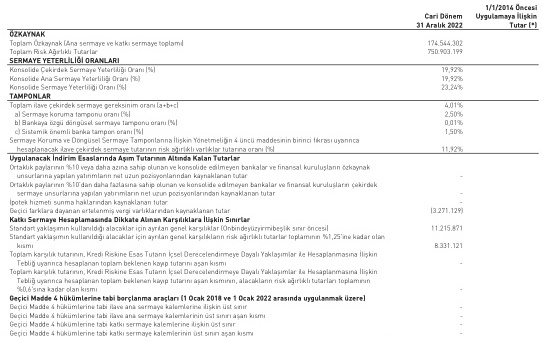 1/1/2014 Öncesi
Cari Dönem Uygulamaya İlişkin
31 Aralık 2022 Tutar (*)
ÖZKAYNAK
Toplam Özkaynak (Ana sermaye ve katkı sermaye toplamı) 174.544.302
Toplam Risk Ağırlıklı Tutarlar 750.903.199
SERMAYE YETERLİLİĞİ ORANLARI
Konsolide Çekirdek Sermaye Yeterliliği Oranı (%) 19,92%
Konsolide Ana Sermaye Yeterliliği Oranı (%) 19,92%
Konsolide Sermaye Yeterliliği Oranı (%) 23,24%
TAMPONLAR
Toplam ilave çekirdek sermaye gereksinim oranı (a+b+c) 4,01%
a) Sermaye koruma tamponu oranı (%) 2,50%
b) Bankaya özgü döngüsel sermaye tamponu oranı (%) 0,01%
c) Sistemik önemli banka tampon oranı (%) 1,50%
Sermaye Koruma ve Döngüsel Sermaye Tamponlarına İlişkin Yönetmeliğin 4 üncü maddesinin birinci fıkrası uyarınca
hesaplanacak ilave çekirdek sermaye tutarının risk ağırlıklı varlıklar tutarına oranı (%) 11,92%
Uygulanacak İndirim Esaslarında Aşım Tutarının Altında Kalan Tutarlar
Ortaklık paylarının %10 veya daha azına sahip olunan ve konsolide edilmeyen bankalar ve finansal kuruluşların özkaynak
unsurlarına yapılan yatırımların net uzun pozisyonlarından kaynaklanan tutar -
Ortaklık paylarının %10'dan daha fazlasına sahip olunan ve konsolide edilmeyen bankalar ve finansal kuruluşların çekirdek
sermaye unsurlarına yapılan yatırımların net uzun pozisyonlarından kaynaklanan tutar -
İpotek hizmeti sunma haklarından kaynaklanan tutar -
Geçici farklara dayanan ertelenmiş vergi varlıklarından kaynaklanan tutar (3.271.129)
Katkı Sermaye Hesaplamasında Dikkate Alınan Karşılıklara İlişkin Sınırlar
Standart yaklaşımın kullanıldığı alacaklar için ayrılan genel karşılıklar (Onbindeyüzyirmibeşlik sınır öncesi) 11.215.871
Standart yaklaşımın kullanıldığı alacaklar için ayrılan genel karşılıkların risk ağırlıklı tutarlar toplamının %1,25'ine kadar olan
kısmı 8.331.121
Toplam karşılık tutarının, Kredi Riskine Esas Tutarın İçsel Derecelendirmeye Dayalı Yaklaşımlar ile Hesaplanmasına İlişkin
Tebliğ uyarınca hesaplanan toplam beklenen kayıp tutarını aşan kısmı -
Toplam karşılık tutarının, Kredi Riskine Esas Tutarın İçsel Derecelendirmeye Dayalı Yaklaşımlar ile Hesaplanmasına İlişkin
Tebliğ uyarınca hesaplanan toplam beklenen kayıp tutarını aşan kısmının, alacakların risk ağırlıklı tutarları toplamının
%0,6'sına kadar olan kısmı -
Geçici Madde 4 hükümlerine tabi borçlanma araçları (1 Ocak 2018 ve 1 Ocak 2022 arasında uygulanmak üzere)
Geçici Madde 4 hükümlerine tabi ilave ana sermaye kalemlerine ilişkin üst sınır -
Geçici Madde 4 hükümlerine tabi ilave ana sermaye kalemlerinin üst sınırı aşan kısmı -
Geçici Madde 4 hükümlerine tabi katkı sermaye kalemlerine ilişkin üst sınır -
Geçici Madde 4 hükümlerine tabi katkı sermaye kalemlerinin üst sınırı aşan kısmı -